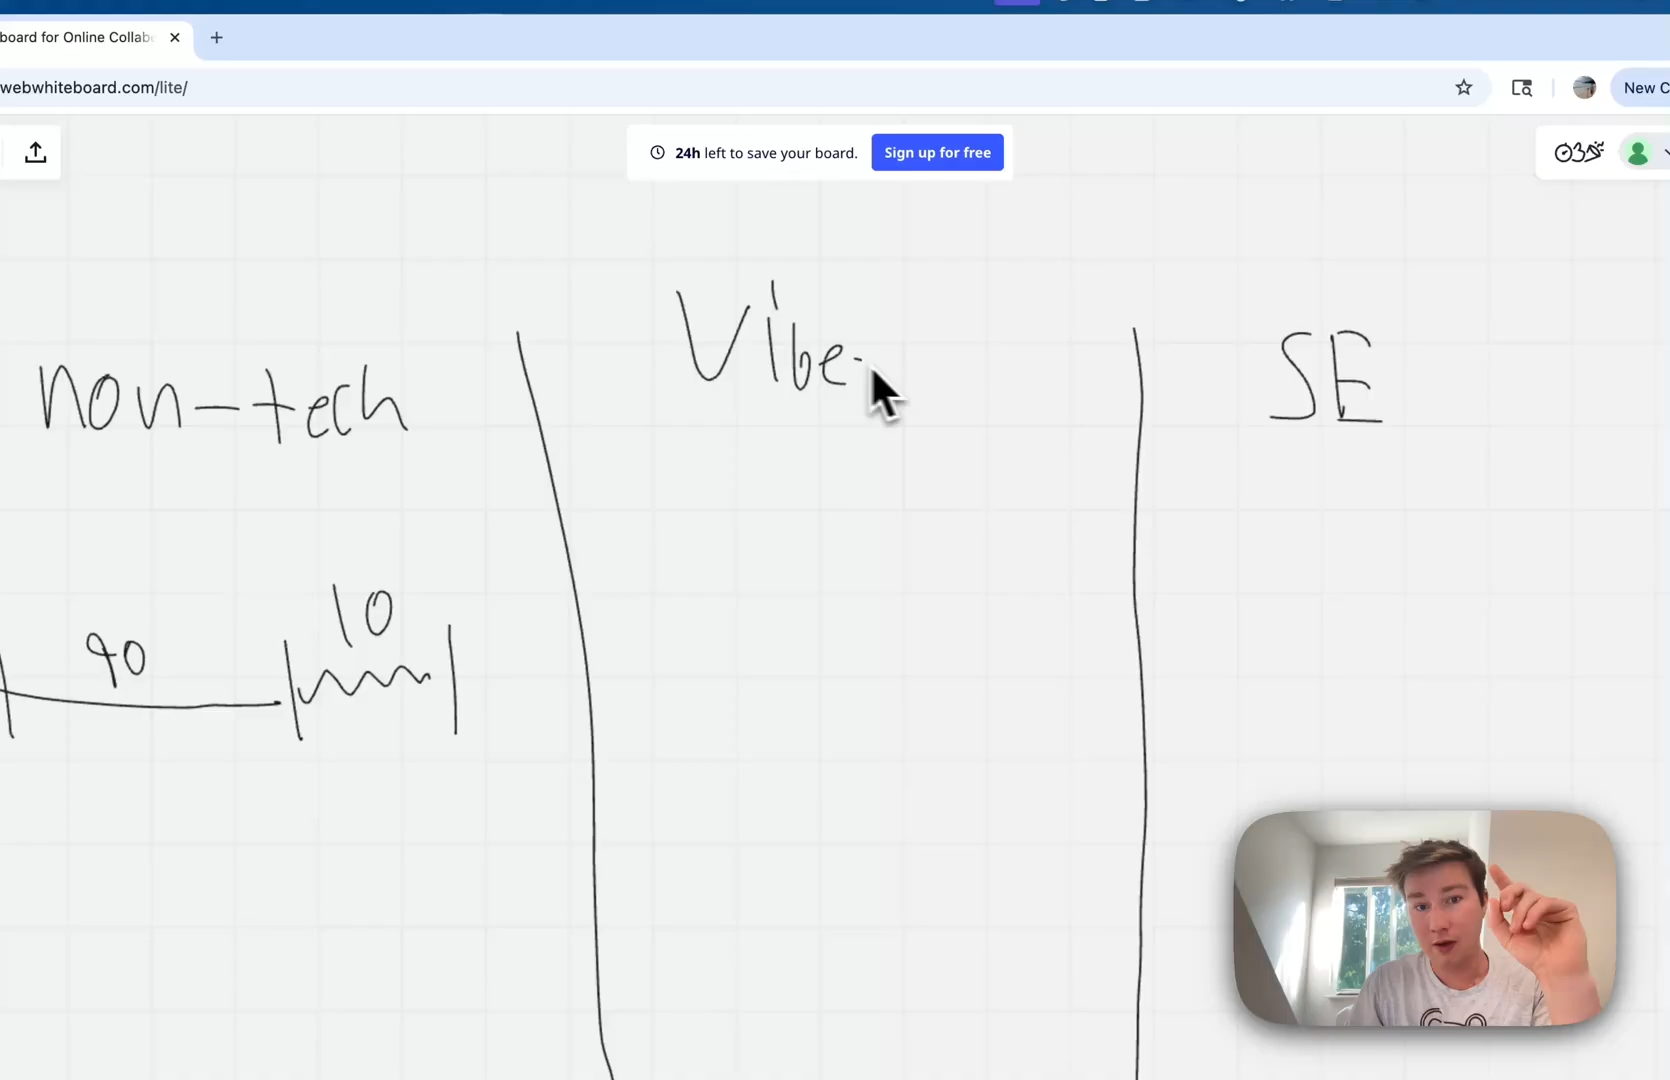 board for Online Collab
webwhiteboard.com/lite/
New C
24h left to save your board.
Sign up for free
non-tech
Vibe-
SE
90
10